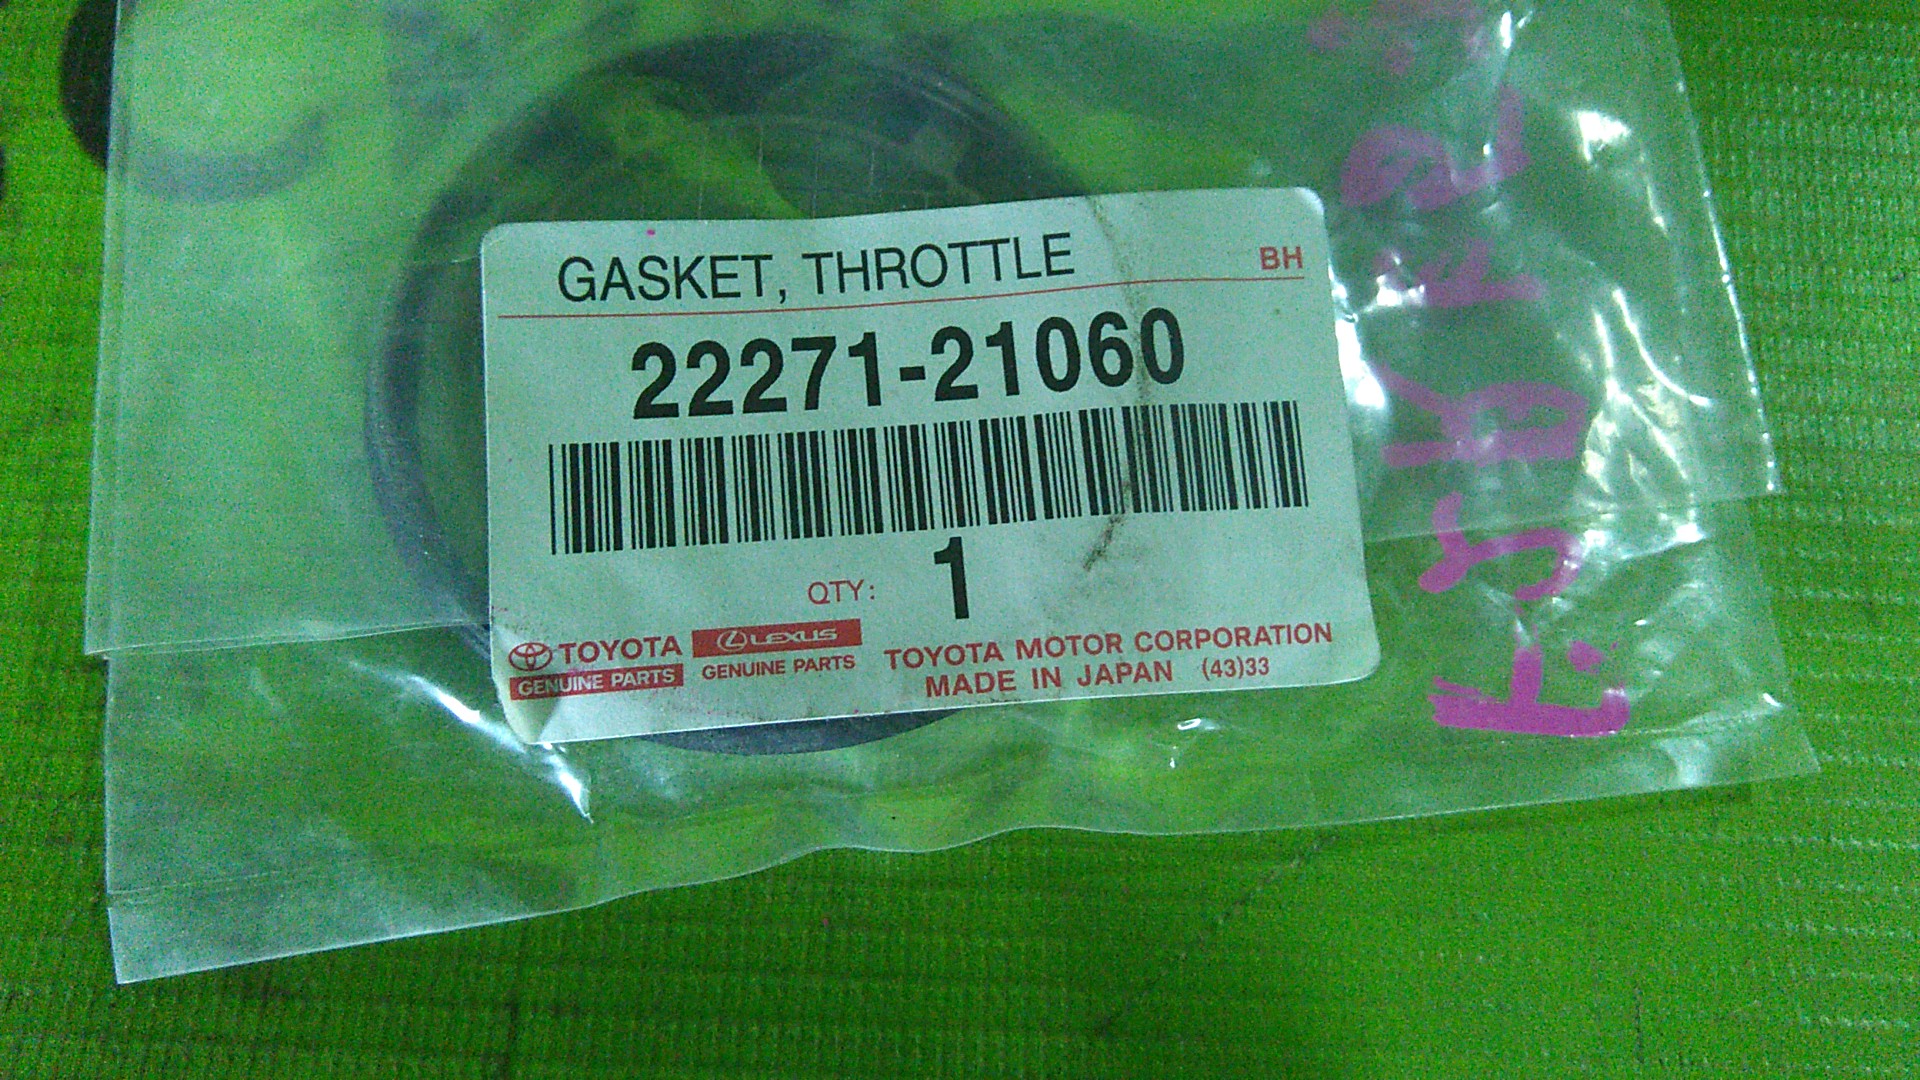 GASKET, THROTTLE
BH
22271-21060
QTY: 1
TOYOTA
GENUINE PARTS
LEXUS
GENUINE PARTS
TOYOTA MOTOR CORPORATION
MADE IN JAPAN (43)33